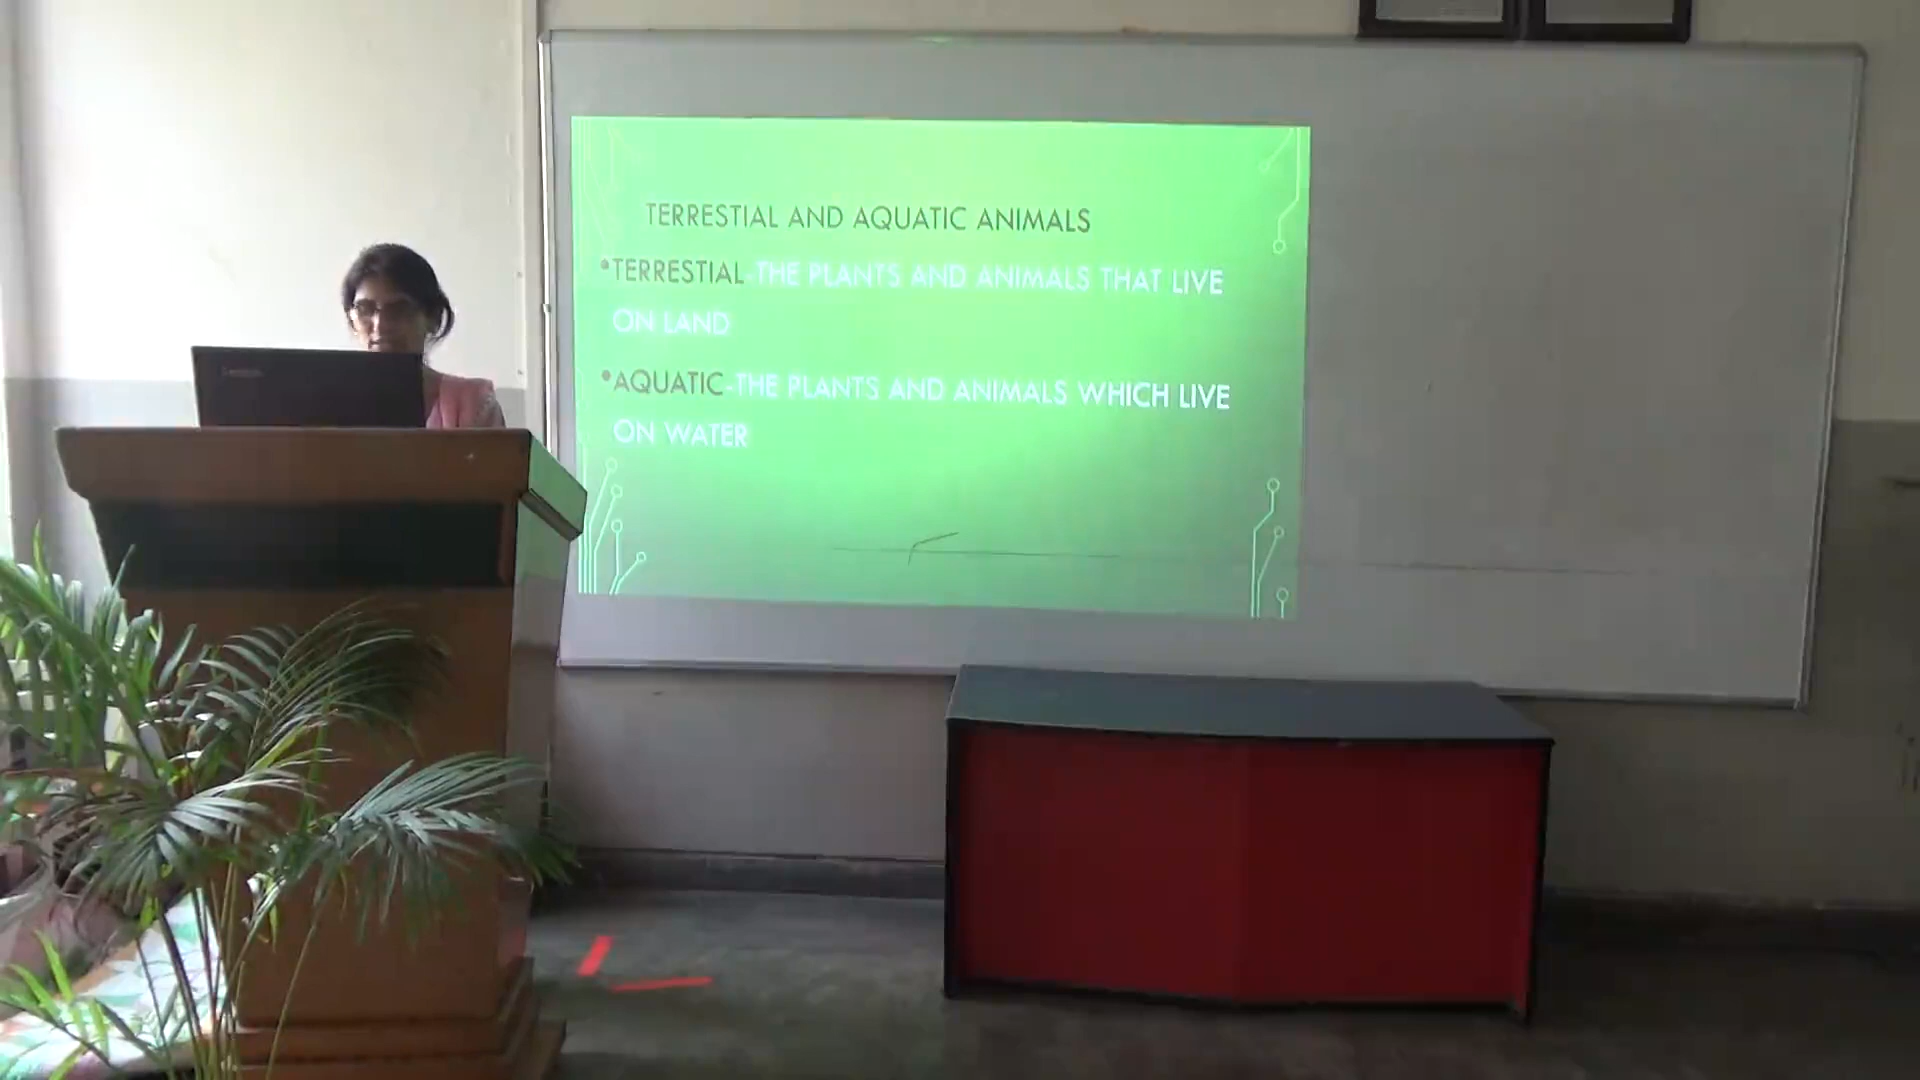 TERRESTIAL AND AQUATIC ANIMALS
•TERRESTIAL-THE PLANTS AND ANIMALS THAT LIVE
ON LAND
•AQUATIC-THE PLANTS AND ANIMALS WHICH LIVE
ON WATER